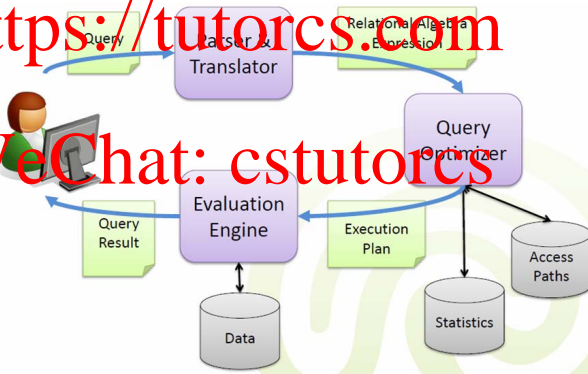 ttps://tutorcs.com
Query
Parser &
Translator
Relational Algebra
Expression
Query
Optimizer
WeChat: cstutorcs
Evaluation
Engine
Query
Result
Execution
Plan
Access
Paths
Statistics
Data